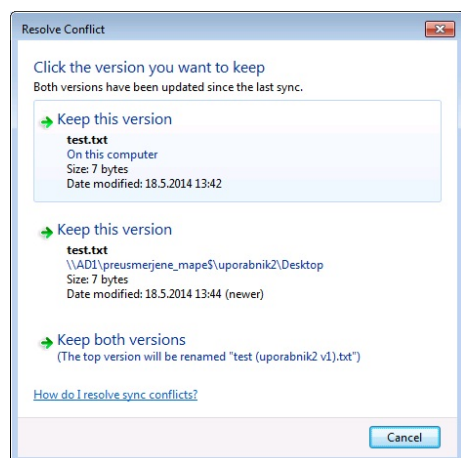 Resolve Conflict
Click the version you want to keep
Both versions have been updated since the last sync.
Keep this version
test.txt
On this computer
Size: 7 bytes
Date modified: 18.5.2014 13:42
Keep this version
test.txt
\\AD1\preusmerjene_mape$\uporabnik2\Desktop
Size: 7 bytes
Date modified: 18.5.2014 13:44 (newer)
Keep both versions
(The top version will be renamed "test (uporabnik2 v1).txt")
How do I resolve sync conflicts?
Cancel